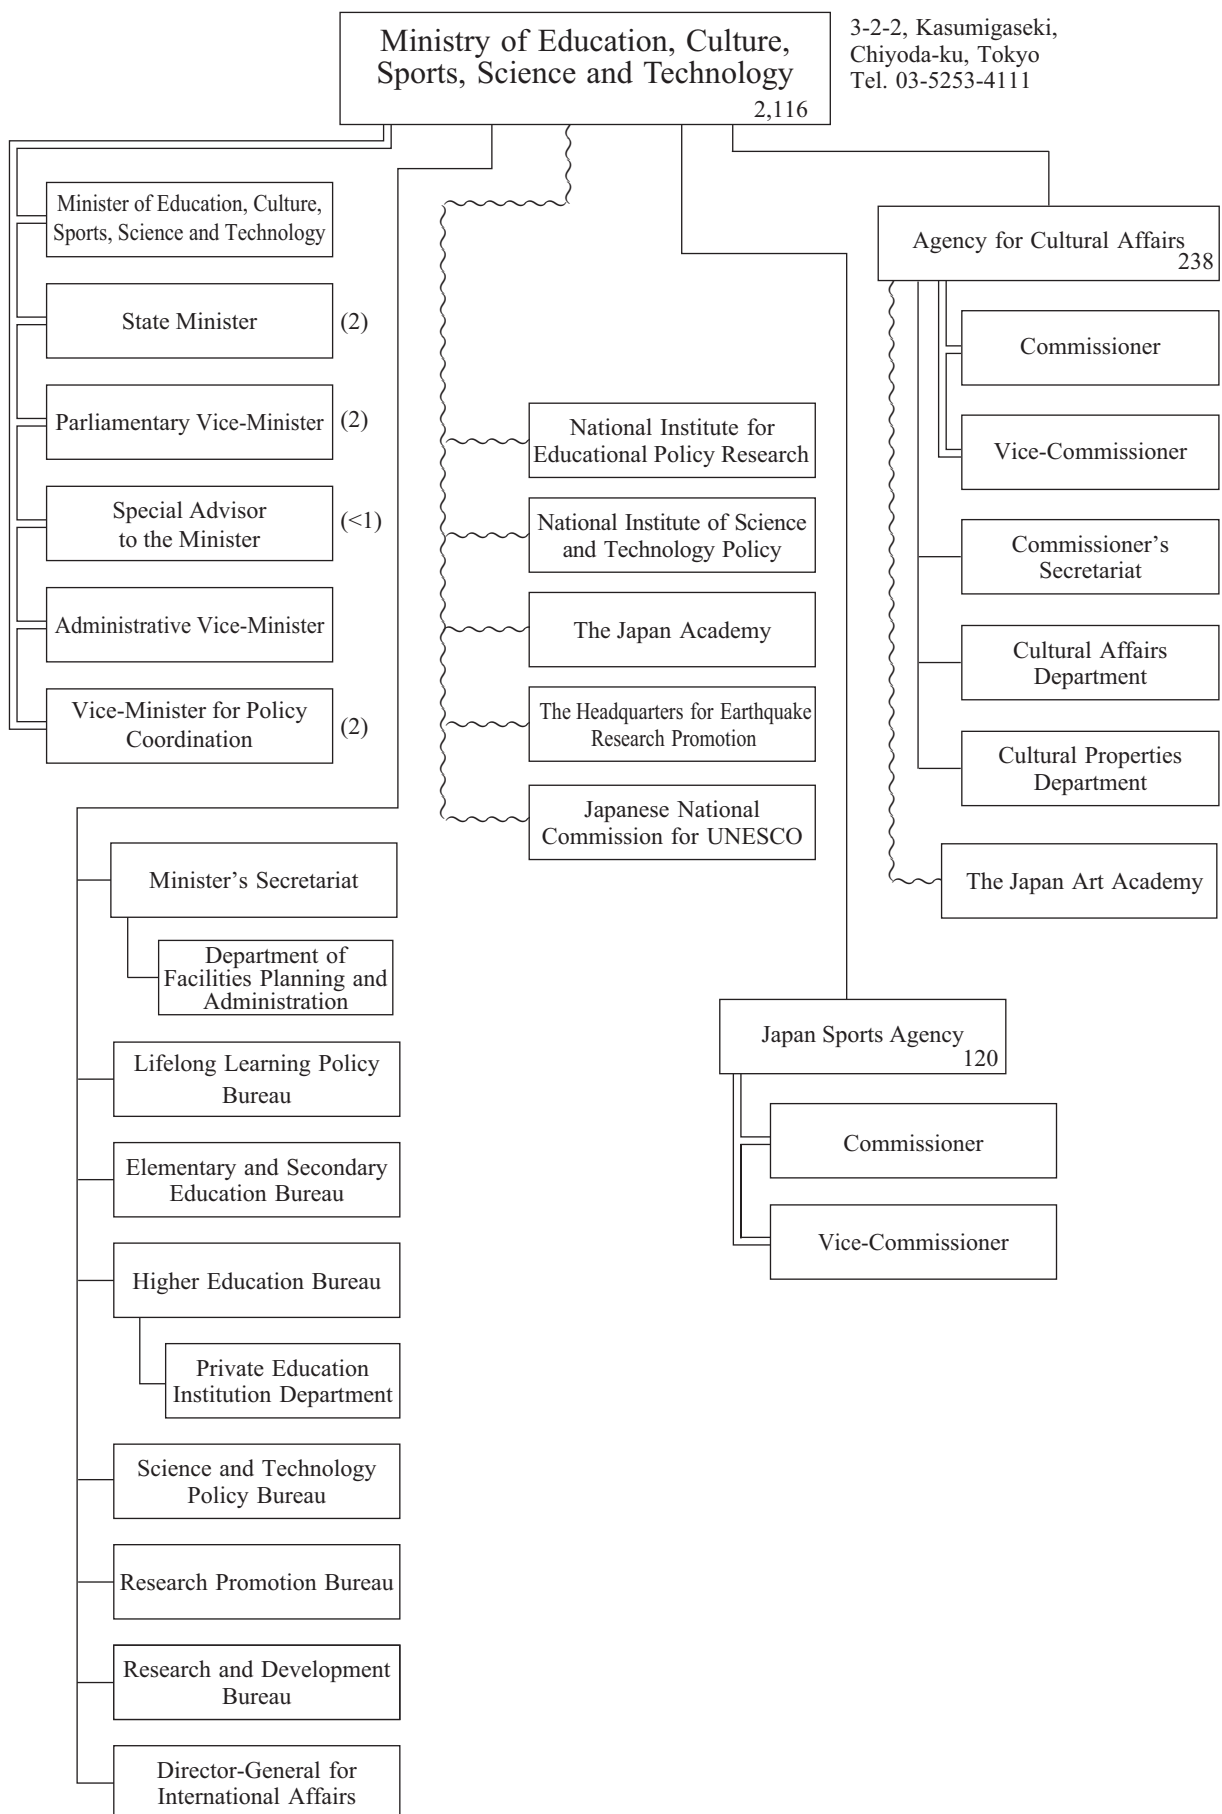 Ministry of Education, Culture,
Sports, Science and Technology
2,116
3-2-2, Kasumigaseki,
Chiyoda-ku, Tokyo
Tel. 03-5253-4111
Minister of Education, Culture,
Sports, Science and Technology
State Minister
(2)
Parliamentary Vice-Minister
(2)
Special Advisor
to the Minister
(<1)
Administrative Vice-Minister
Vice-Minister for Policy
Coordination
(2)
Minister's Secretariat
Department of
Facilities Planning and
Administration
Lifelong Learning Policy
Bureau
Elementary and Secondary
Education Bureau
Higher Education Bureau
Private Education
Institution Department
Science and Technology
Policy Bureau
Research Promotion Bureau
Research and Development
Bureau
Director-General for
International Affairs
National Institute for
Educational Policy Research
National Institute of Science
and Technology Policy
The Japan Academy
The Headquarters for Earthquake
Research Promotion
Japanese National
Commission for UNESCO
Japan Sports Agency
120
Commissioner
Vice-Commissioner
Agency for Cultural Affairs
238
Commissioner
Vice-Commissioner
Commissioner's
Secretariat
Cultural Affairs
Department
Cultural Properties
Department
The Japan Art Academy